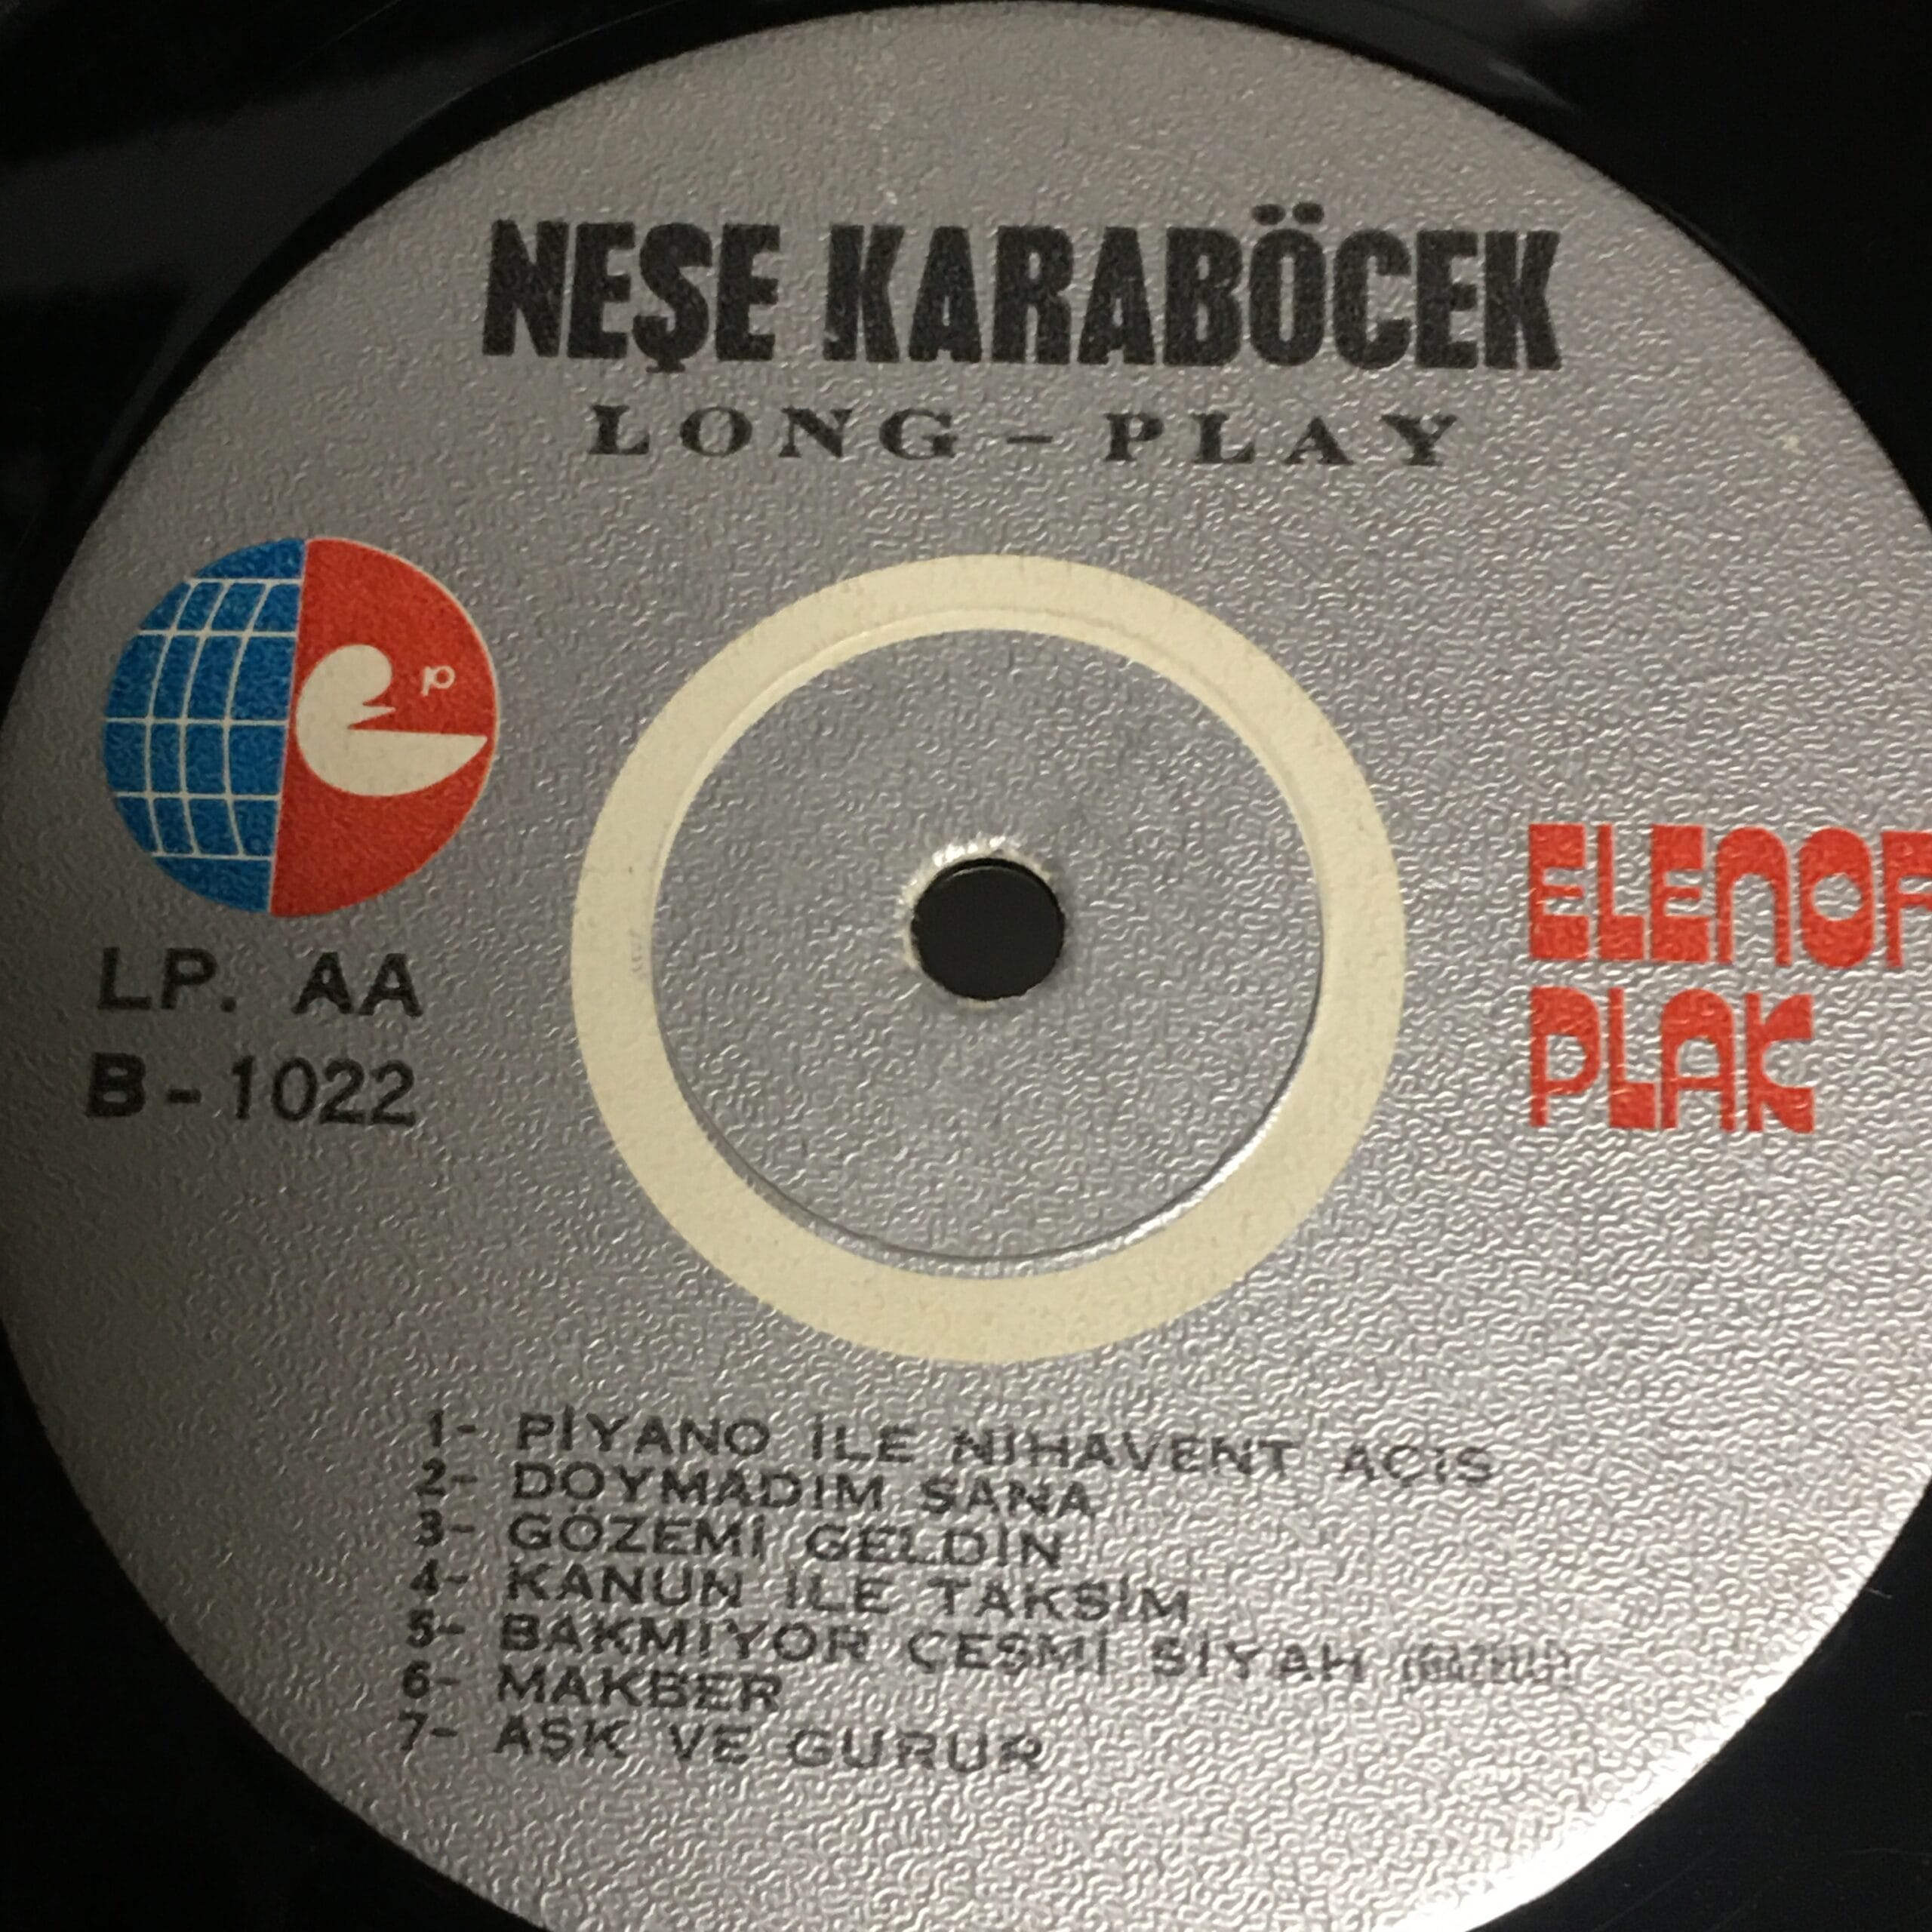 NEŞE KARABÖCEK
LONG - PLAY
p
LP. AA
B-1022
ELENOR
PLAK
1- PİYANO İLE NİHAVENT AÇIŞ
2- DOYMADIM SANA
3- GÖZEMİ GELDİN
4- KANUN İLE TAKSİM
5- BAKMIYOR ÇEŞMİ SİYAH (GAZELLİ)
6- MAKBER
7- AŞK VE GURUR